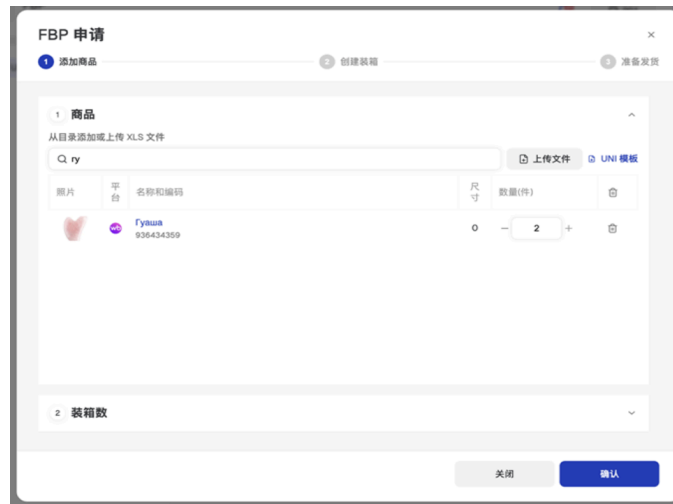 FBP 申请
1 添加商品
2 创建装箱
3 准备发货
1 商品
从目录添加或上传 XLS 文件
ry
上传文件
UNI 模板
照片 平台 名称和编码 尺寸 数量(件)
wb Гуаша 0 2
936434359
2 装箱数
关闭
确认